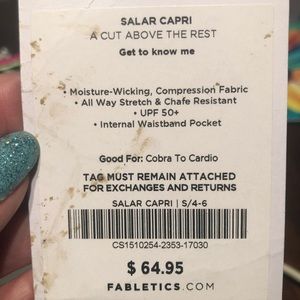 SALAR CAPRI
A CUT ABOVE THE REST
Get to know me
• Moisture-Wicking, Compression Fabric
• All Way Stretch & Chafe Resistant
• UPF 50+
• Internal Waistband Pocket
Good For: Cobra To Cardio
TAG MUST REMAIN ATTACHED
FOR EXCHANGES AND RETURNS
SALAR CAPRI | S/4-6
CS1510254-2353-17030
$ 64.95
FABLETICS.COM